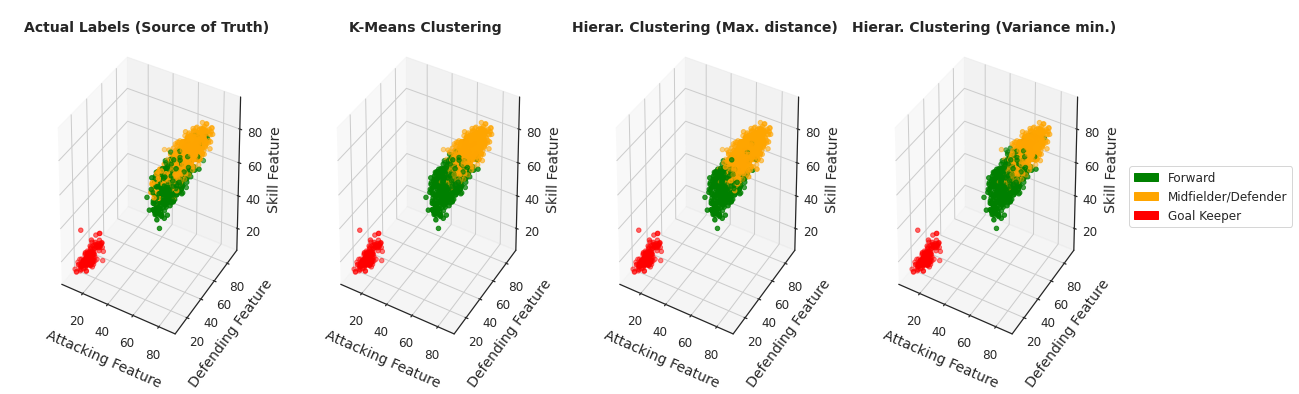 Actual Labels (Source of Truth)
K-Means Clustering
Hierar. Clustering (Max. distance)
Hierar. Clustering (Variance min.)
80
60
40
20
Skill Feature
80
60
40
20
Defending Feature
20
40
60
80
Attacking Feature
80
60
40
20
Skill Feature
80
60
40
20
Defending Feature
20
40
60
80
Attacking Feature
80
60
40
20
Skill Feature
80
60
40
20
Defending Feature
20
40
60
80
Attacking Feature
80
60
40
20
Skill Feature
80
60
40
20
Defending Feature
20
40
60
80
Attacking Feature
Forward
Midfielder/Defender
Goal Keeper